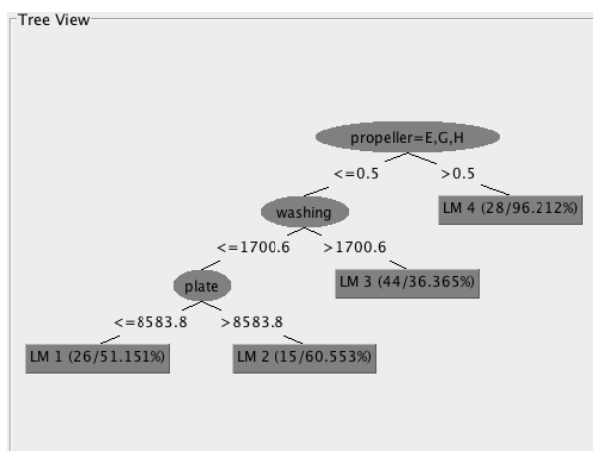 Tree View
propeller=E,G,H
<=0.5 >0.5
washing
LM 4 (28/96.212%)
<=1700.6 >1700.6
plate
LM 3 (44/36.365%)
<=8583.8 >8583.8
LM 1 (26/51.151%) LM 2 (15/60.553%)